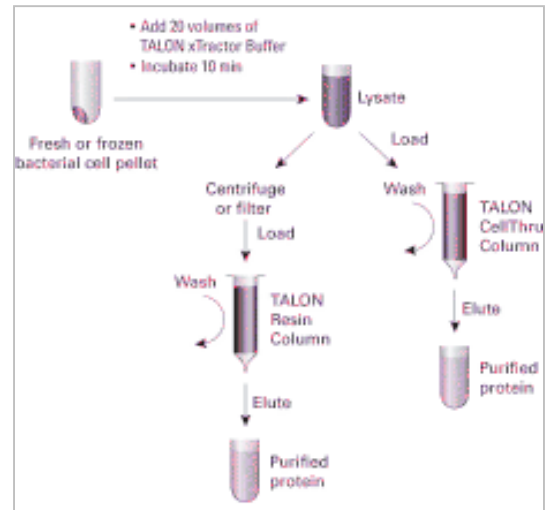 • Add 20 volumes of
TALON xTractor Buffer
• Incubate 10 min
Fresh or frozen
bacterial cell pellet
Lysate
Load
Centrifuge
or filter
Load
Wash
TALON
CellThru
Column
Wash
TALON
Resin
Column
Elute
Purified
protein
Elute
Purified
protein